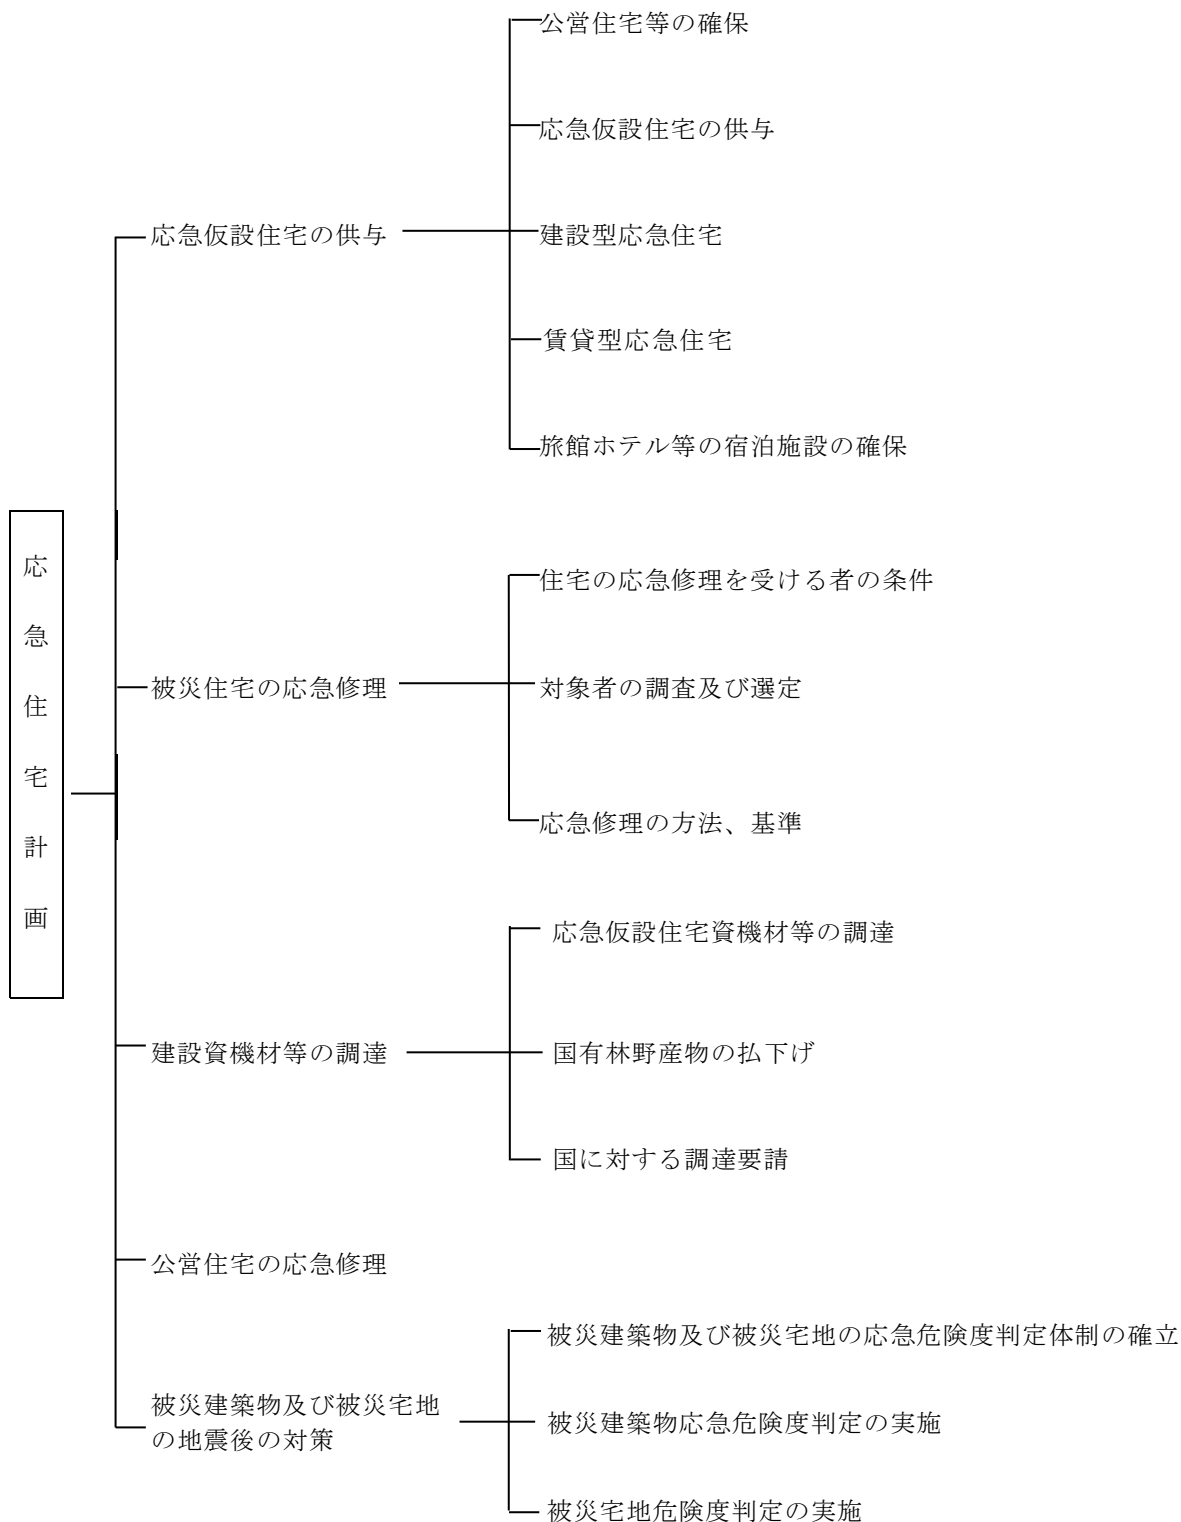 応急住宅計画
応急仮設住宅の供与
公営住宅等の確保
応急仮設住宅の供与
建設型応急住宅
賃貸型応急住宅
旅館ホテル等の宿泊施設の確保
被災住宅の応急修理
住宅の応急修理を受ける者の条件
対象者の調査及び選定
応急修理の方法、基準
建設資機材等の調達
応急仮設住宅資機材等の調達
国有林野産物の払下げ
国に対する調達要請
公営住宅の応急修理
被災建築物及び被災宅地
の地震後の対策
被災建築物及び被災宅地の応急危険度判定体制の確立
被災建築物応急危険度判定の実施
被災宅地危険度判定の実施